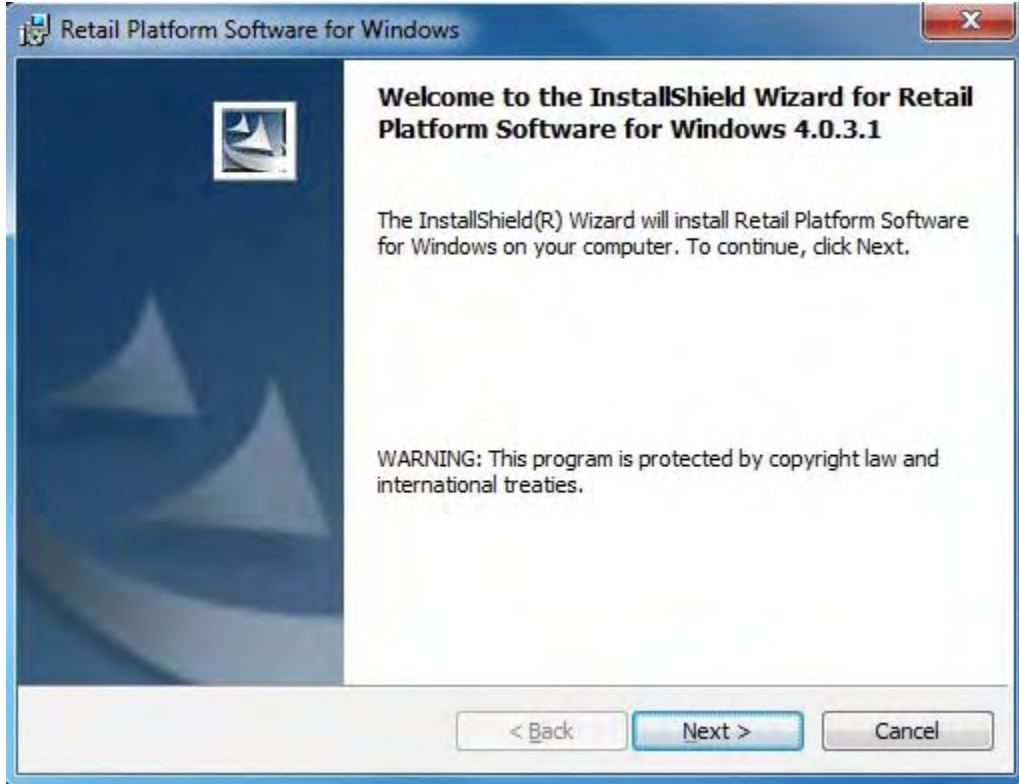 Retail Platform Software for Windows
Welcome to the InstallShield Wizard for Retail
Platform Software for Windows 4.0.3.1
The InstallShield(R) Wizard will install Retail Platform Software
for Windows on your computer. To continue, click Next.
WARNING: This program is protected by copyright law and
international treaties.
< Back
Next >
Cancel